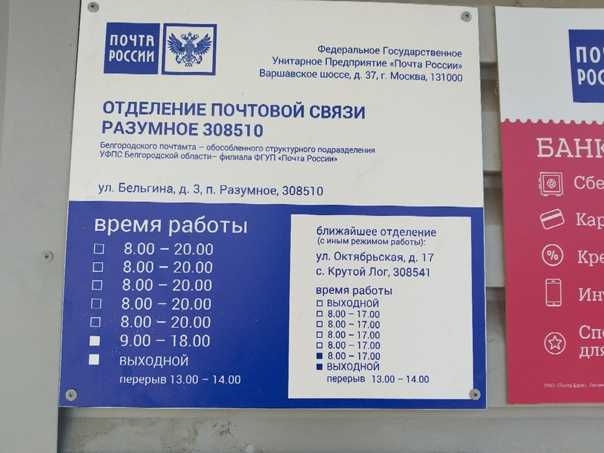 ПОЧТА
РОССИИ
Федеральное Государственное
Унитарное Предприятие «Почта России»
Варшавское шоссе, д. 37, г. Москва, 131000
ОТДЕЛЕНИЕ ПОЧТОВОЙ СВЯЗИ
РАЗУМНОЕ 308510
Белгородского почтамта – обособленного структурного подразделения
УФПС Белгородской области– филиала ФГУП «Почта России»
ул. Бельгина, д. 3, п. Разумное, 308510
время работы
8.00 – 20.00
8.00 – 20.00
8.00 – 20.00
8.00 – 20.00
8.00 – 20.00
9.00 – 18.00
ВЫХОДНОЙ
перерыв 13.00 – 14.00
ближайшее отделение
(с иным режимом работы):
ул. Октябрьская, д. 17
с. Крутой Лог, 308541
время работы
ВЫХОДНОЙ
8.00 – 17.00
8.00 – 17.00
8.00 – 17.00
8.00 – 17.00
8.00 – 17.00
ВЫХОДНОЙ
перерыв 13.00 – 14.00
ПО
РОС
БАНК
Сбе
Кар
Кре
Инт
Спе
для